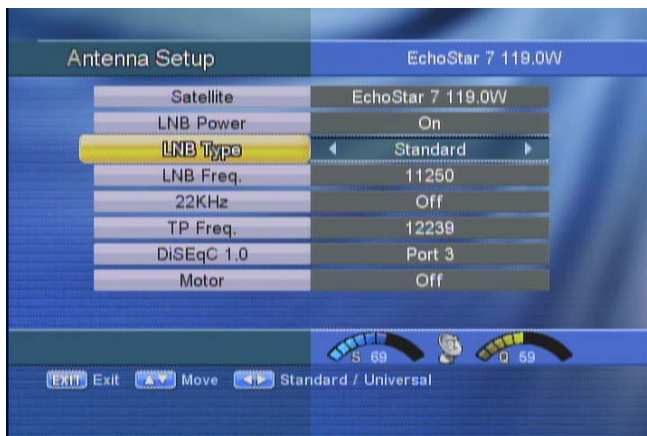 Antenna Setup EchoStar 7 119.0W
Satellite EchoStar 7 119.0W
LNB Power On
LNB Type Standard
LNB Freq. 11250
22KHz Off
TP Freq. 12239
DiSEqC 1.0 Port 3
Motor Off
S 69 Q 59
EXIT Exit Move Standard / Universal